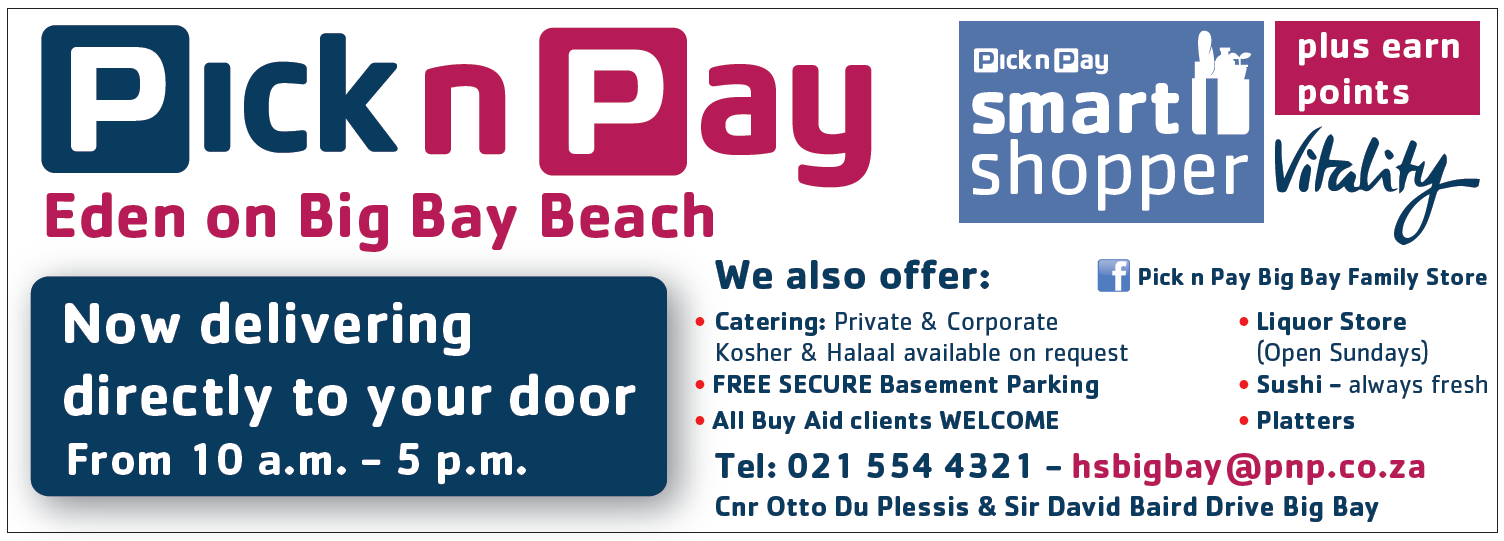 Pick n Pay
Eden on Big Bay Beach
Pick n Pay
smart
shopper
plus earn
points
Vitality
Now delivering
directly to your door
From 10 a.m. – 5 p.m.
We also offer:
f Pick n Pay Big Bay Family Store
• Catering: Private & Corporate
Kosher & Halaal available on request
• FREE SECURE Basement Parking
• All Buy Aid clients WELCOME
• Liquor Store
(Open Sundays)
• Sushi – always fresh
• Platters
Tel: 021 554 4321 – hsbigbay@pnp.co.za
Cnr Otto Du Plessis & Sir David Baird Drive Big Bay